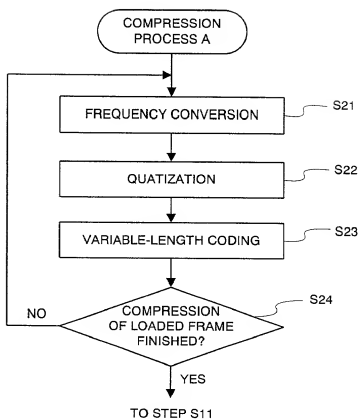 COMPRESSION
PROCESS A
FREQUENCY CONVERSION
S21
QUATIZATION
S22
VARIABLE-LENGTH CODING
S23
COMPRESSION
OF LOADED FRAME
FINISHED?
S24
NO
YES
TO STEP S11